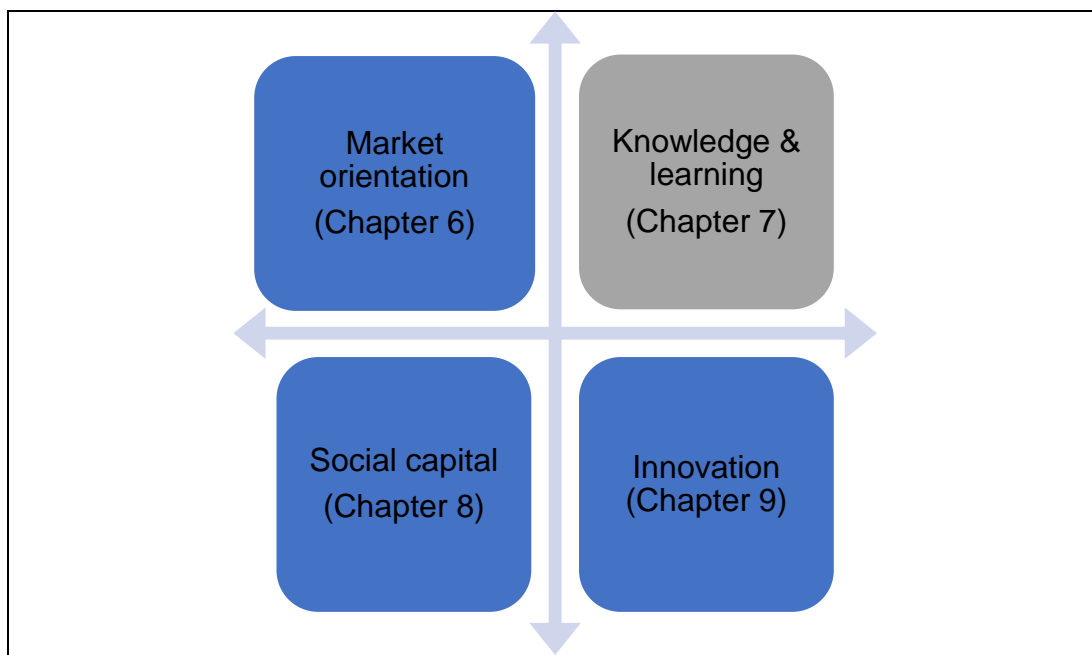 Market
orientation
(Chapter 6)
Knowledge &
learning
(Chapter 7)
Social capital
(Chapter 8)
Innovation
(Chapter 9)